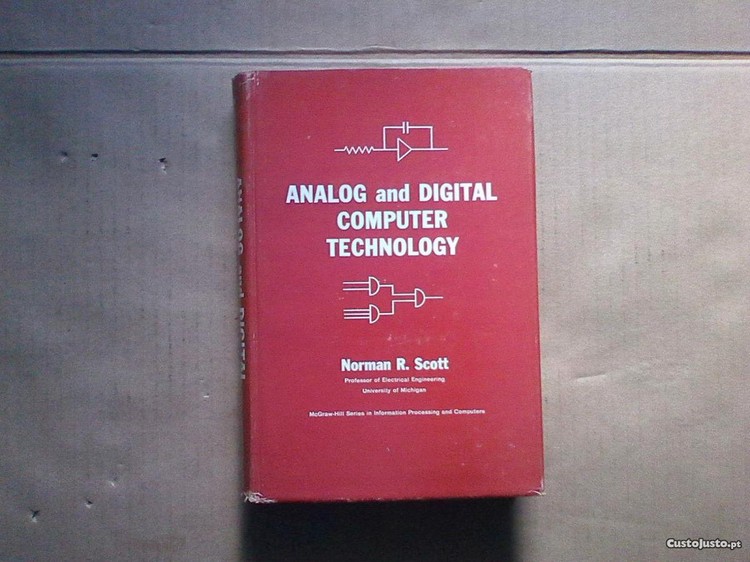 ANALOG and DIGITAL
COMPUTER
TECHNOLOGY
Norman R. Scott
Professor of Electrical Engineering
University of Michigan
McGraw-Hill Series in Information Processing and Computers
ANALOG and DIGITAL
CustoJusto.pt